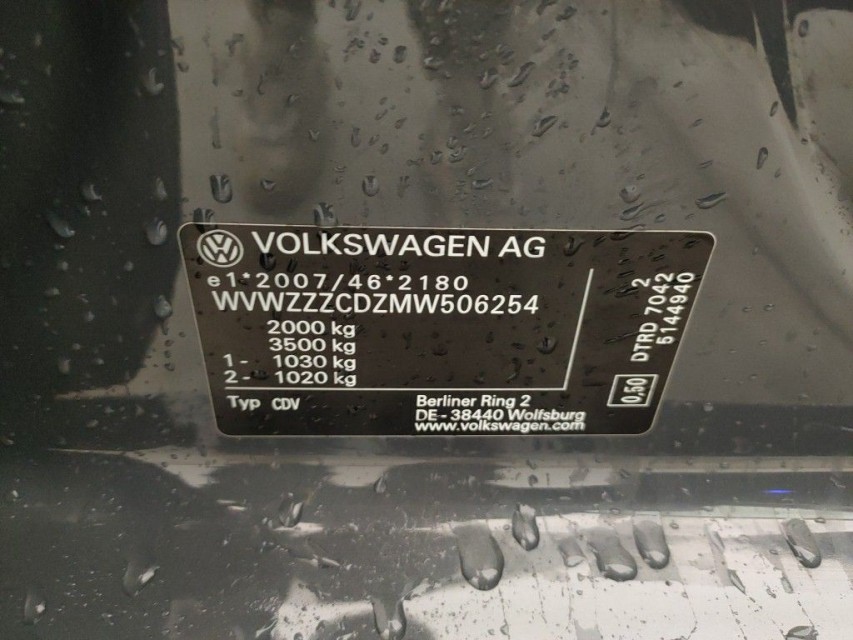 VOLKSWAGEN AG
e1*2007/46*2180
WVWZZZCDZMW506254
2000 kg
3500 kg
1- 1030 kg
2- 1020 kg
Typ CDV
Berliner Ring 2
DE-38440 Wolfsburg
www.volkswagen.com
2
DTRD 7042
5144940
0.50